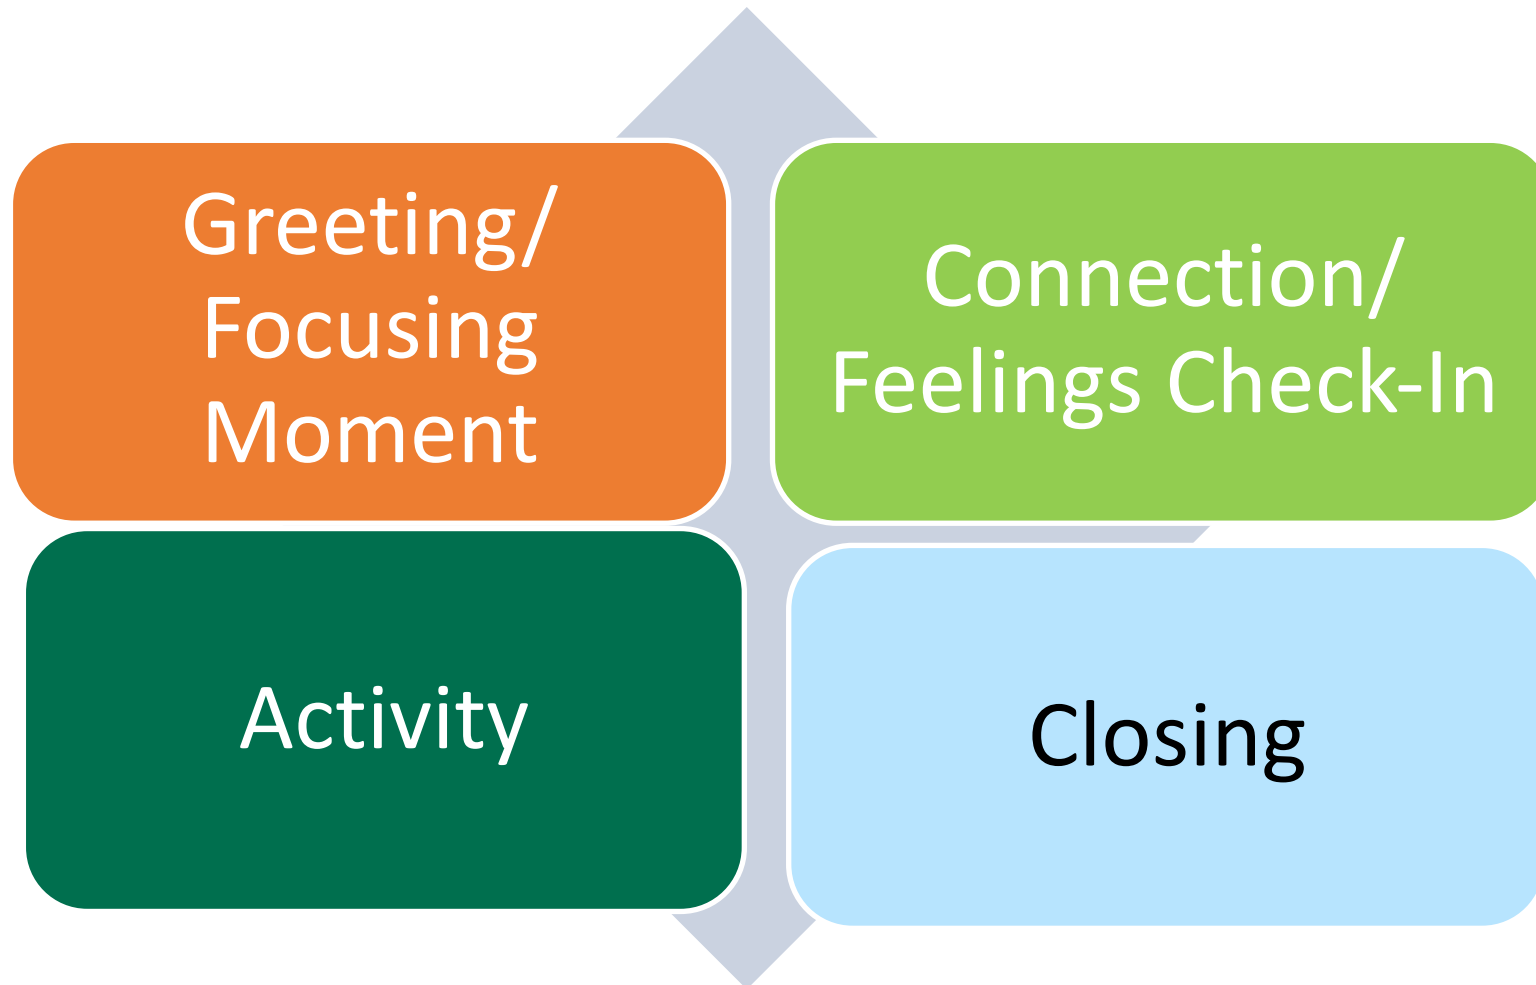 Greeting/
Focusing
Moment
Connection/
Feelings Check-In
Activity
Closing